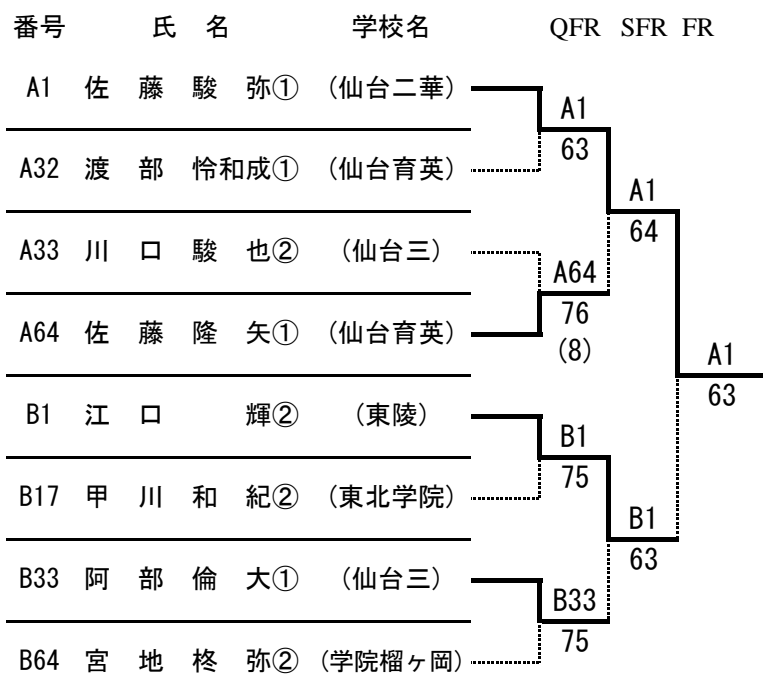 番号 氏 名 学校名 QFR SFR FR
A1 佐 藤 駿 弥① (仙台二華)
A1
63
A32 渡 部 怜和成① (仙台育英)
A1
64
A33 川 口 駿 也② (仙台三)
A64
76
(8)
A64 佐 藤 隆 矢① (仙台育英)
A1
63
B1 江 口 輝② (東陵)
B1
75
B17 甲 川 和 紀② (東北学院)
B1
63
B33 阿 部 倫 大① (仙台三)
B33
75
B64 宮 地 柊 弥② (学院榴ヶ岡)